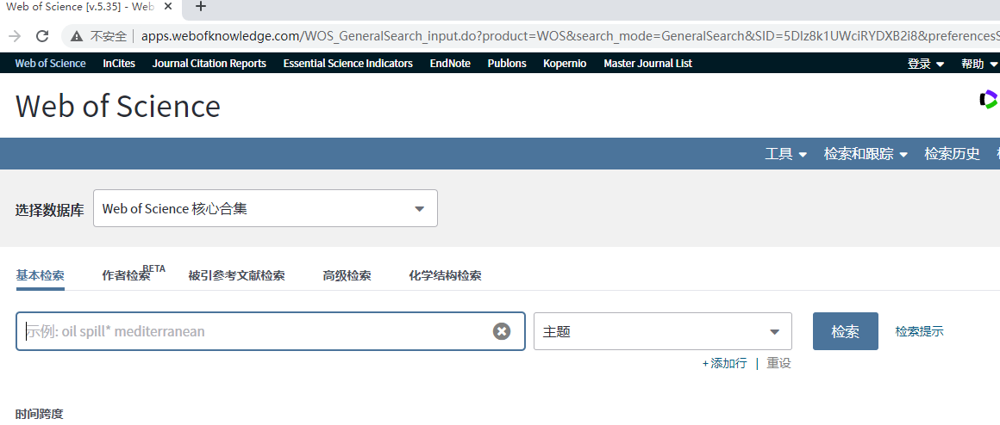 Web of Science [v.5.35] - Web
不安全 apps.webofknowledge.com/WOS_GeneralSearch_input.do?product=WOS&search_mode=GeneralSearch&SID=5Dlz8k1UWciRYDXB2i8&preferencesS
Web of Science InCites Journal Citation Reports Essential Science Indicators EndNote Publons Kopernio Master Journal List 登录 帮助
Web of Science
工具 检索和跟踪 检索历史
选择数据库 Web of Science 核心合集
基本检索 作者检索 BETA 被引参考文献检索 高级检索 化学结构检索
示例: oil spill* mediterranean 主题 检索 检索提示
+添加行 | 重设
时间跨度